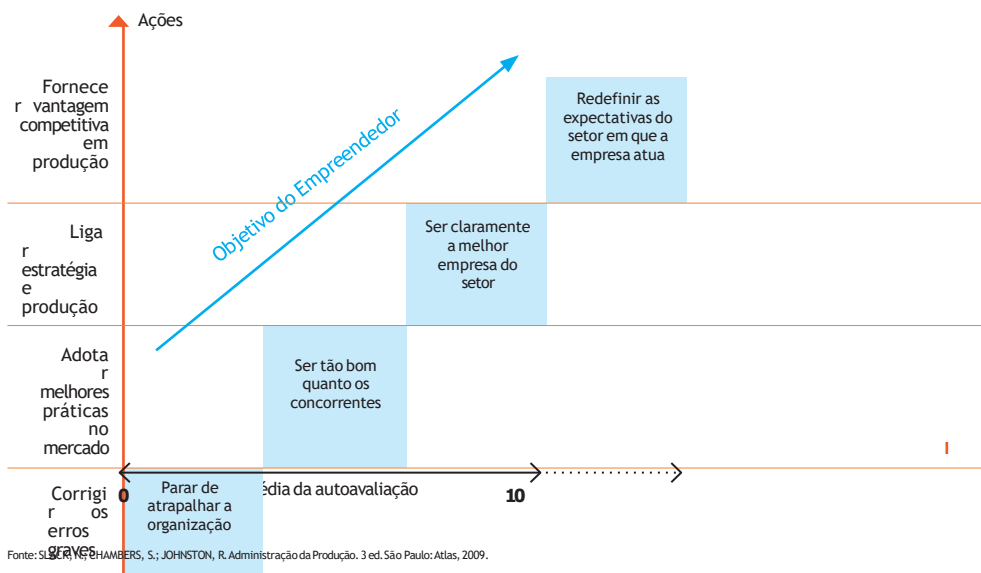 Ações
Fornece
r vantagem
competitiva
em
produção
Redefinir as
expectativas do
setor em que a
empresa atua
Objetivo do Empreendedor
Liga
r
estratégia
e
produção
Ser claramente
a melhor
empresa do
setor
Adota
r
melhores
práticas
no
mercado
Ser tão bom
quanto os
concorrentes
I
0
édia da autoavaliação
10
Corrigi
r os
erros
graves
Parar de
atrapalhar a
organização
Fonte: SLACK, N.; CHAMBERS, S.; JOHNSTON, R. Administração da Produção. 3 ed. São Paulo: Atlas, 2009.